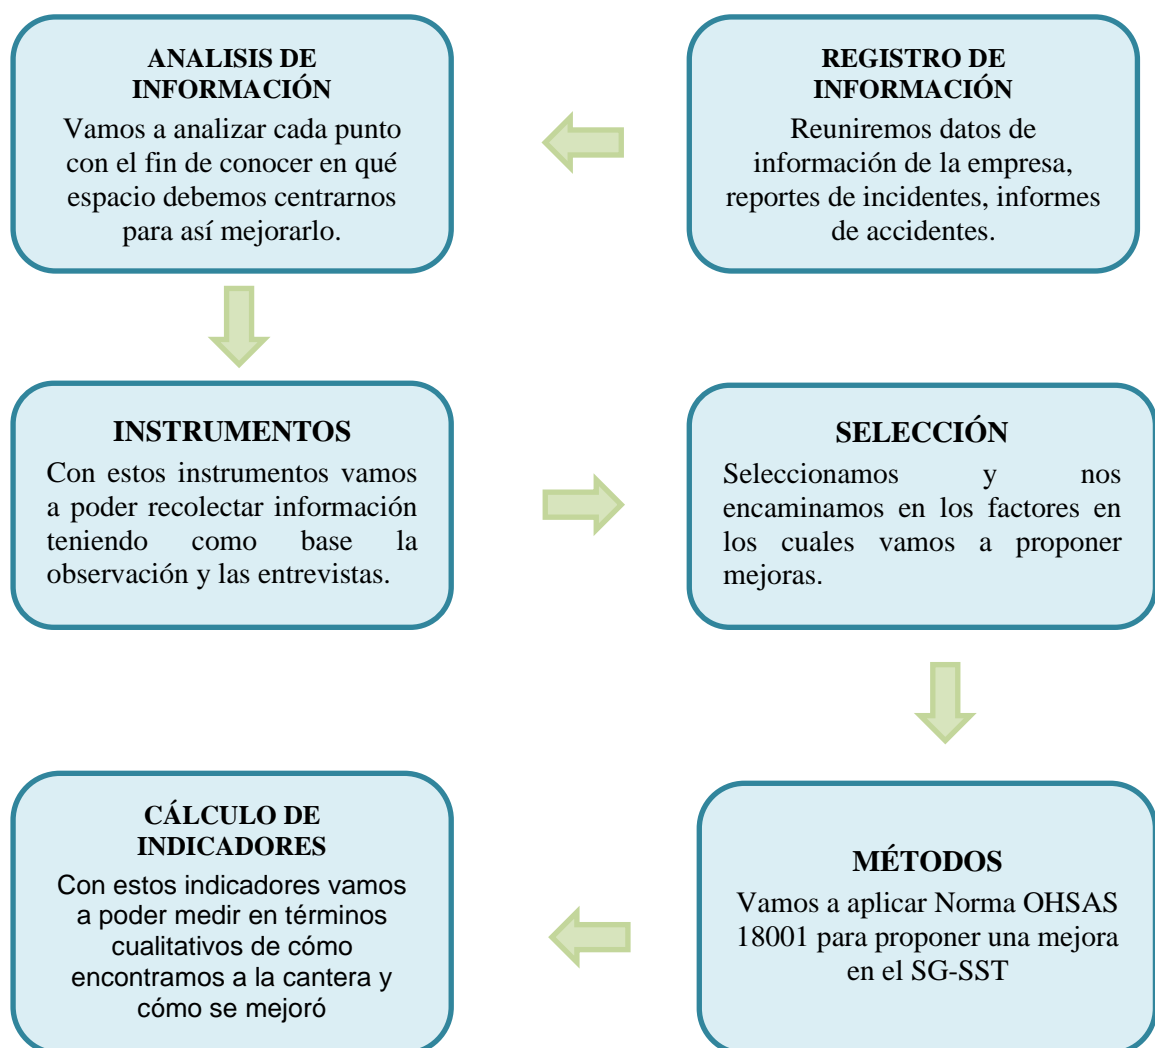 ANALISIS DE
INFORMACIÓN
Vamos a analizar cada punto
con el fin de conocer en qué
espacio debemos centrarnos
para así mejorarlo.
REGISTRO DE
INFORMACIÓN
Reuniremos datos de
información de la empresa,
reportes de incidentes, informes
de accidentes.
INSTRUMENTOS
Con estos instrumentos vamos
a poder recolectar información
teniendo como base la
observación y las entrevistas.
SELECCIÓN
Seleccionamos y nos
encaminamos en los factores en
los cuales vamos a proponer
mejoras.
CÁLCULO DE
INDICADORES
Con estos indicadores vamos
a poder medir en términos
cualitativos de cómo
encontramos a la cantera y
cómo se mejoró
MÉTODOS
Vamos a aplicar Norma OHSAS
18001 para proponer una mejora
en el SG-SST